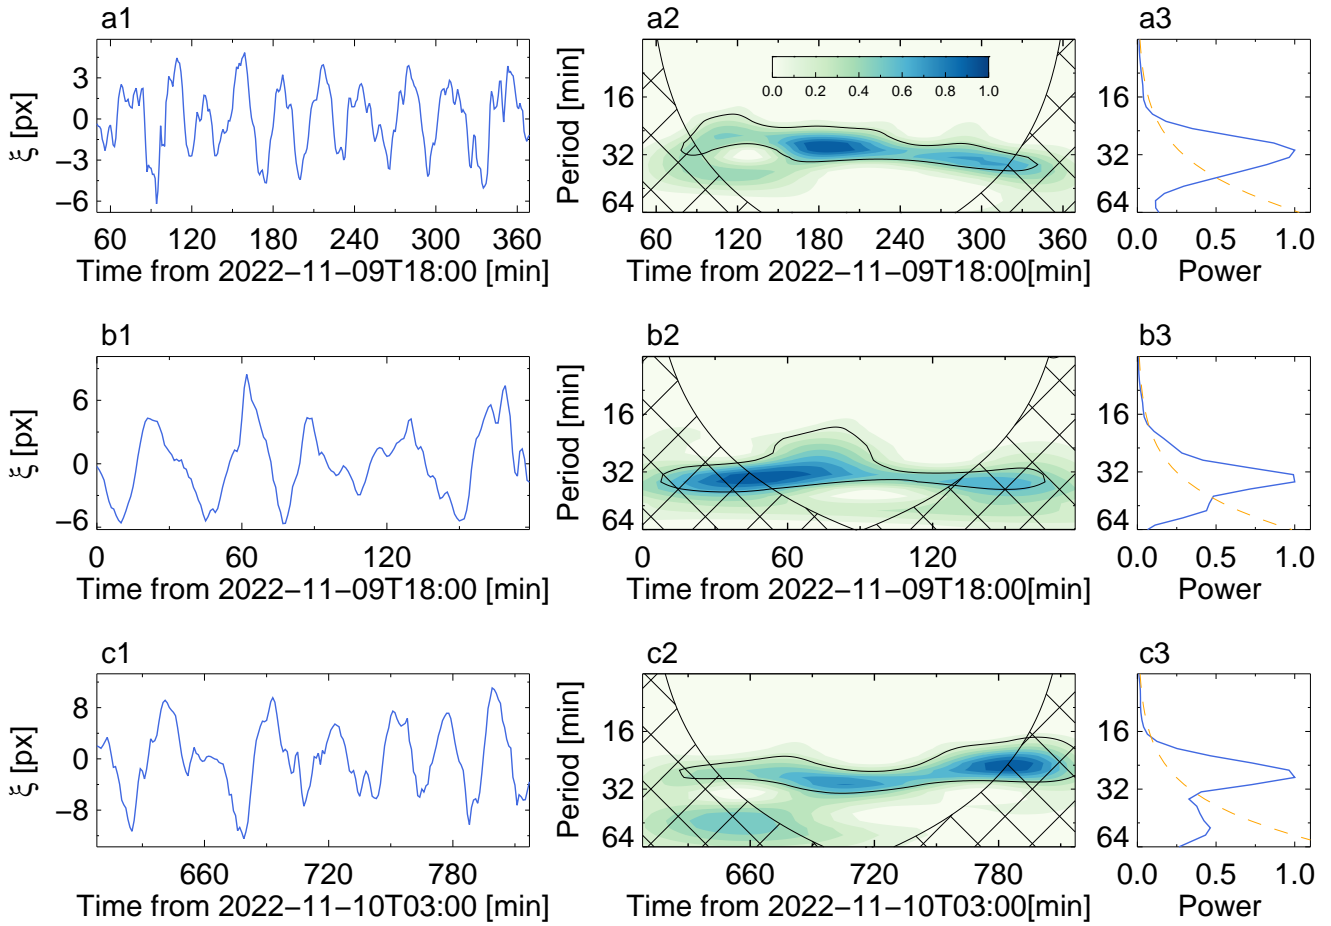 a1
a2
a3
ξ [px]
3
0
−3
−6
60 120 180 240 300 360
Time from 2022−11−09T18:00 [min]
Period [min]
16
32
64
0.0 0.2 0.4 0.6 0.8 1.0
60 120 180 240 300 360
Time from 2022−11−09T18:00[min]
16
32
64
0.0 0.5 1.0
Power
b1
b2
b3
ξ [px]
6
0
−6
0 60 120
Time from 2022−11−09T18:00 [min]
Period [min]
16
32
64
0 60 120
Time from 2022−11−09T18:00[min]
16
32
64
0.0 0.5 1.0
Power
c1
c2
c3
ξ [px]
8
0
−8
660 720 780
Time from 2022−11−10T03:00 [min]
Period [min]
16
32
64
660 720 780
Time from 2022−11−10T03:00[min]
16
32
64
0.0 0.5 1.0
Power